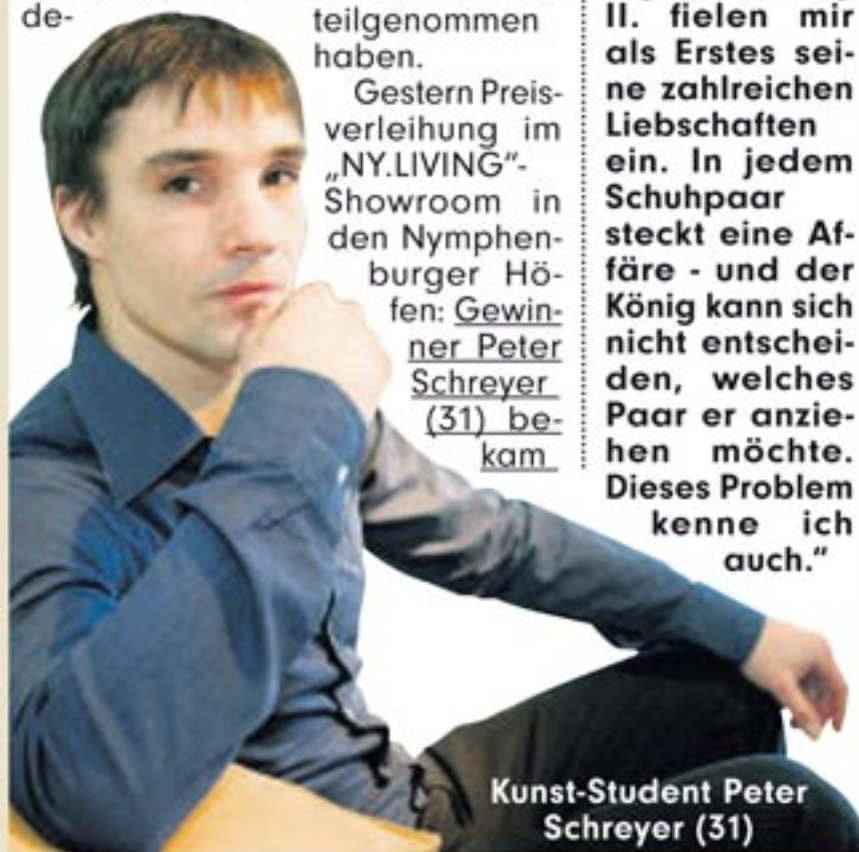 de-
teilgenommen
haben.
Gestern Preis-
verleihung im
„NY.LIVING"-
Showroom in
den Nymphen-
burger Hö-
fen: Gewin-
ner Peter
Schreyer
(31) be-
kam
II. fielen mir
als Erstes sei-
ne zahlreichen
Liebschaften
ein. In jedem
Schuhpaar
steckt eine Af-
färe - und der
König kann sich
nicht entschei-
den, welches
Paar er anzie-
hen möchte.
Dieses Problem
kenne ich
auch."
Kunst-Student Peter
Schreyer (31)